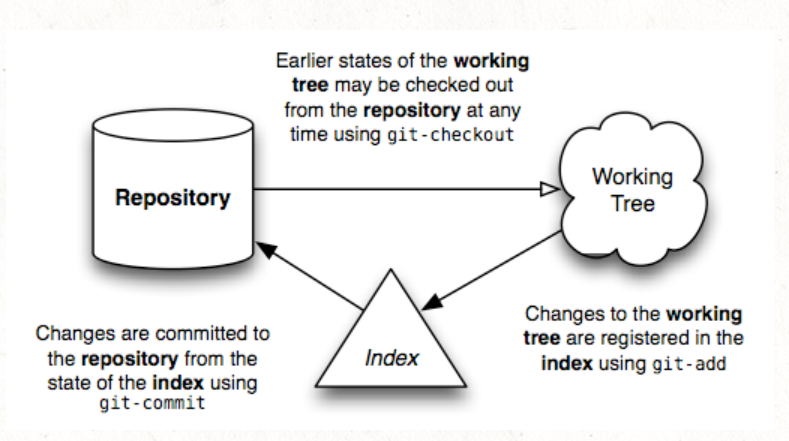 Earlier states of the working
tree may be checked out
from the repository at any
time using git-checkout
Repository
Working
Tree
Index
Changes are committed to
the repository from the
state of the index using
git-commit
Changes to the working
tree are registered in the
index using git-add